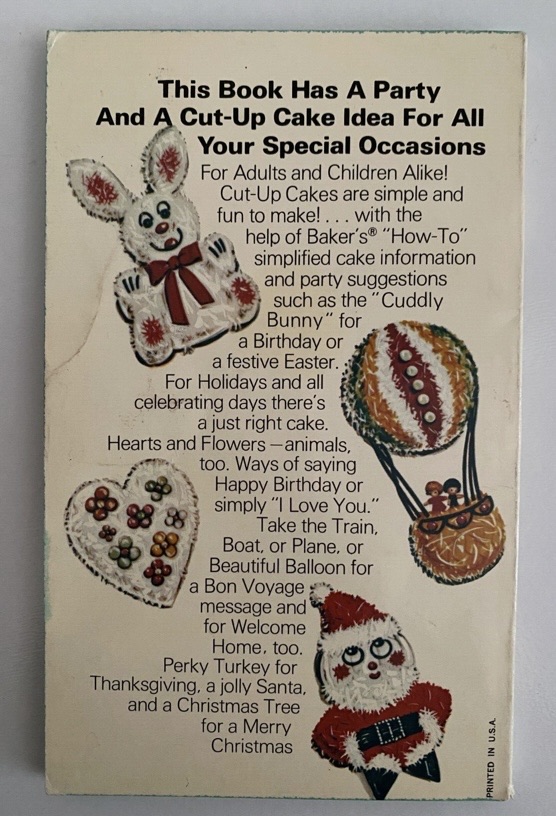 This Book Has A Party
And A Cut-Up Cake Idea For All
Your Special Occasions
For Adults and Children Alike!
Cut-Up Cakes are simple and
fun to make! . . . with the
help of Baker's® "How-To"
simplified cake information
and party suggestions
such as the "Cuddly
Bunny" for
a Birthday or
a festive Easter.
For Holidays and all
celebrating days there's
a just right cake.
Hearts and Flowers—animals,
too. Ways of saying
Happy Birthday or
simply "I Love You."
Take the Train,
Boat, or Plane, or
Beautiful Balloon for
a Bon Voyage
message and
for Welcome
Home, too.
Perky Turkey for
Thanksgiving, a jolly Santa,
and a Christmas Tree
for a Merry
Christmas
PRINTED IN U.S.A.